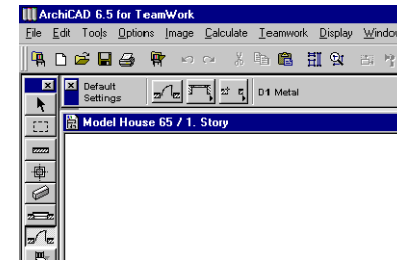 ArchiCAD 6.5 for TeamWork
File Edit Tools Options Image Calculate Teamwork Display
Default
Settings
D1 Metal
Model House 65 / 1. Story